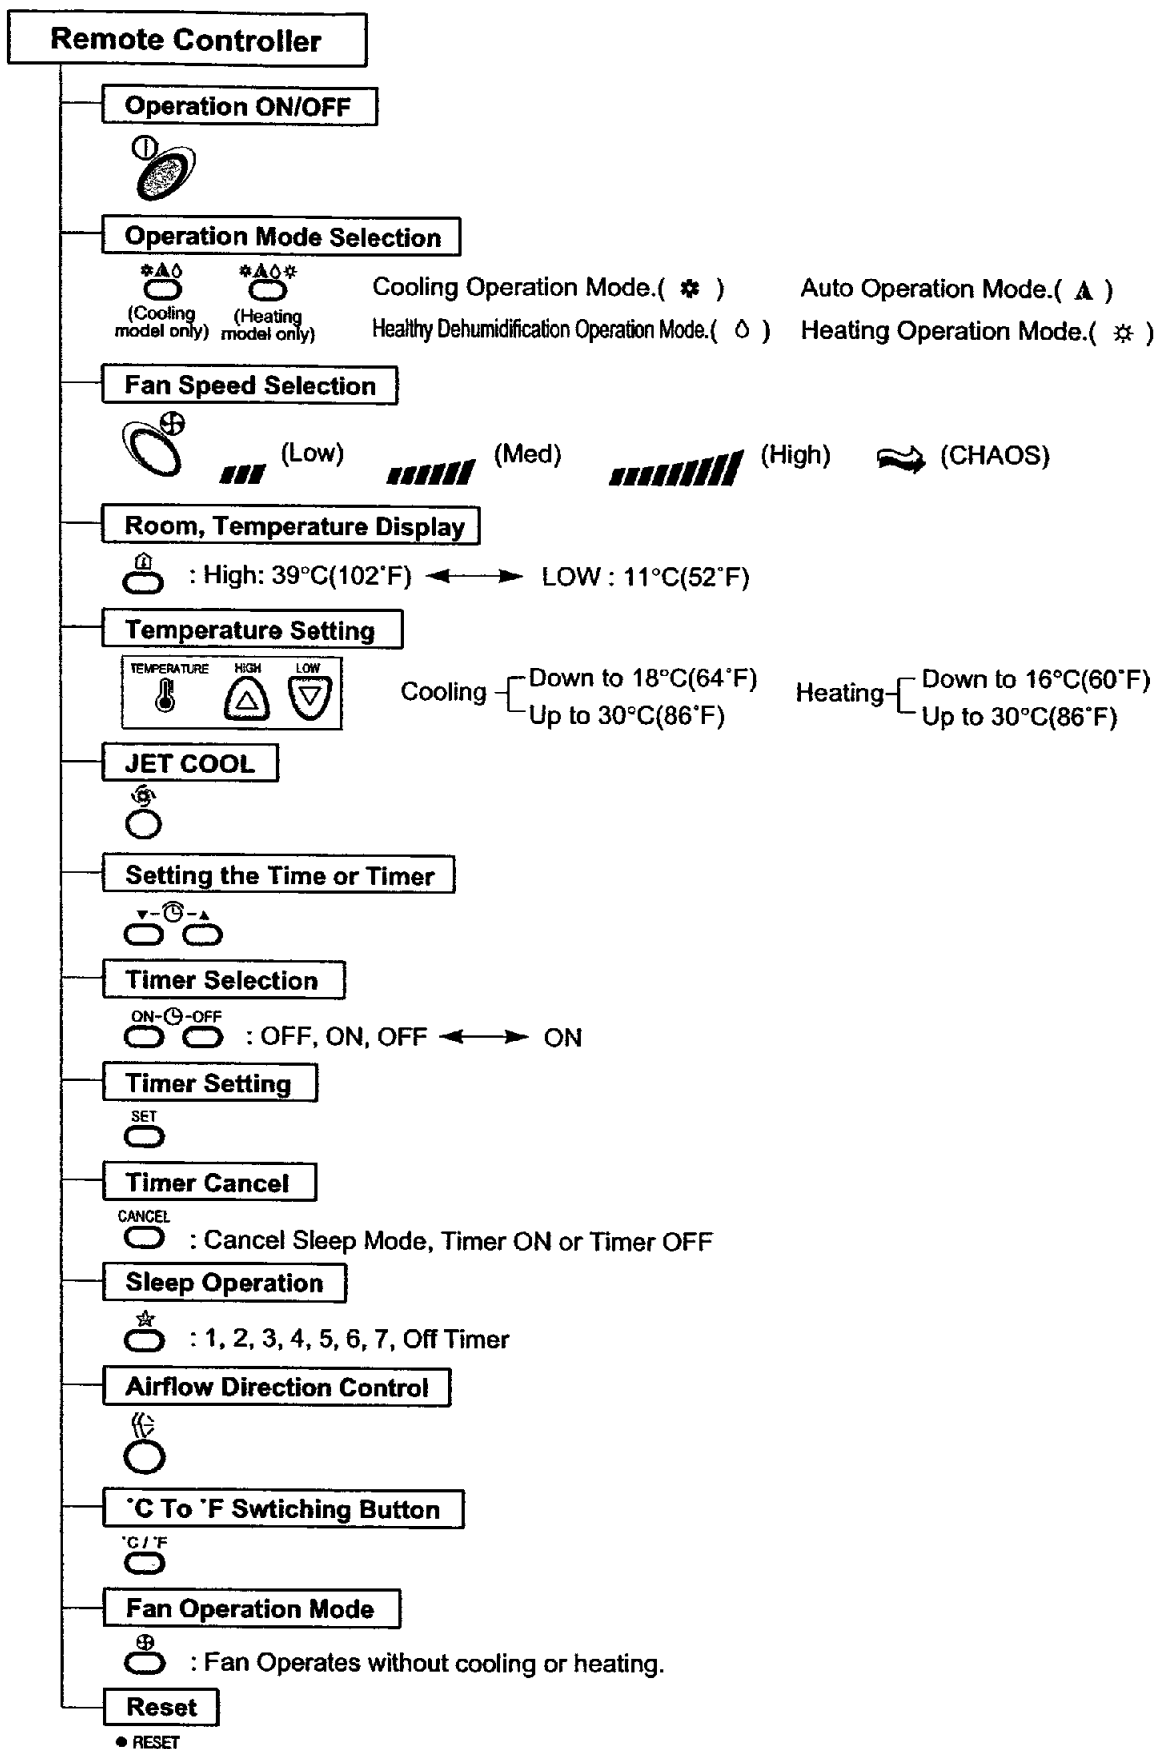 Remote Controller
Operation ON/OFF
Operation Mode Selection
(Cooling model only)
(Heating model only)
Cooling Operation Mode.( )
Auto Operation Mode.( )
Healthy Dehumidification Operation Mode.( )
Heating Operation Mode.( )
Fan Speed Selection
(Low)
(Med)
(High)
(CHAOS)
Room, Temperature Display
: High: 39°C(102°F)
LOW : 11°C(52°F)
Temperature Setting
TEMPERATURE
HIGH
LOW
Cooling
Down to 18°C(64°F)
Up to 30°C(86°F)
Heating
Down to 16°C(60°F)
Up to 30°C(86°F)
JET COOL
Setting the Time or Timer
Timer Selection
ON- -OFF
: OFF, ON, OFF
ON
Timer Setting
SET
Timer Cancel
CANCEL
: Cancel Sleep Mode, Timer ON or Timer OFF
Sleep Operation
: 1, 2, 3, 4, 5, 6, 7, Off Timer
Airflow Direction Control
°C To °F Swtiching Button
°C / °F
Fan Operation Mode
: Fan Operates without cooling or heating.
Reset
● RESET